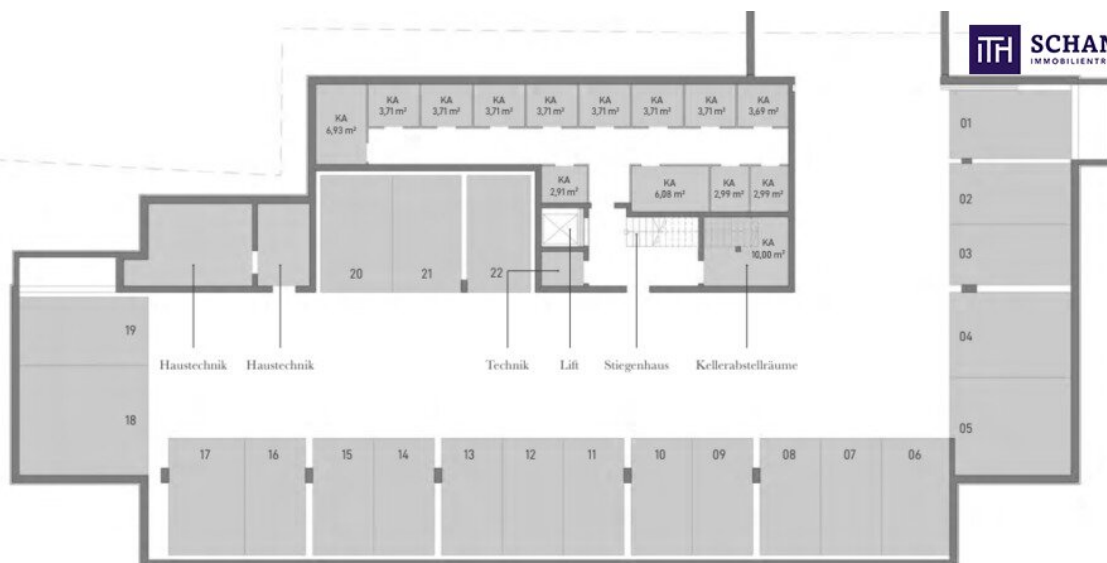 ITH SCHAN
IMMOBILIENTR
KA
6,93 m²
KA
3,71 m²
KA
3,71 m²
KA
3,71 m²
KA
3,71 m²
KA
3,71 m²
KA
3,71 m²
KA
3,71 m²
KA
3,69 m²
KA
2,91 m²
KA
6,08 m²
KA
2,99 m²
KA
2,99 m²
KA
10,00 m²
01
02
03
04
05
20
21
22
19
18
Haustechnik
Haustechnik
Technik
Lift
Stiegenhaus
Kellerabstellräume
17
16
15
14
13
12
11
10
09
08
07
06